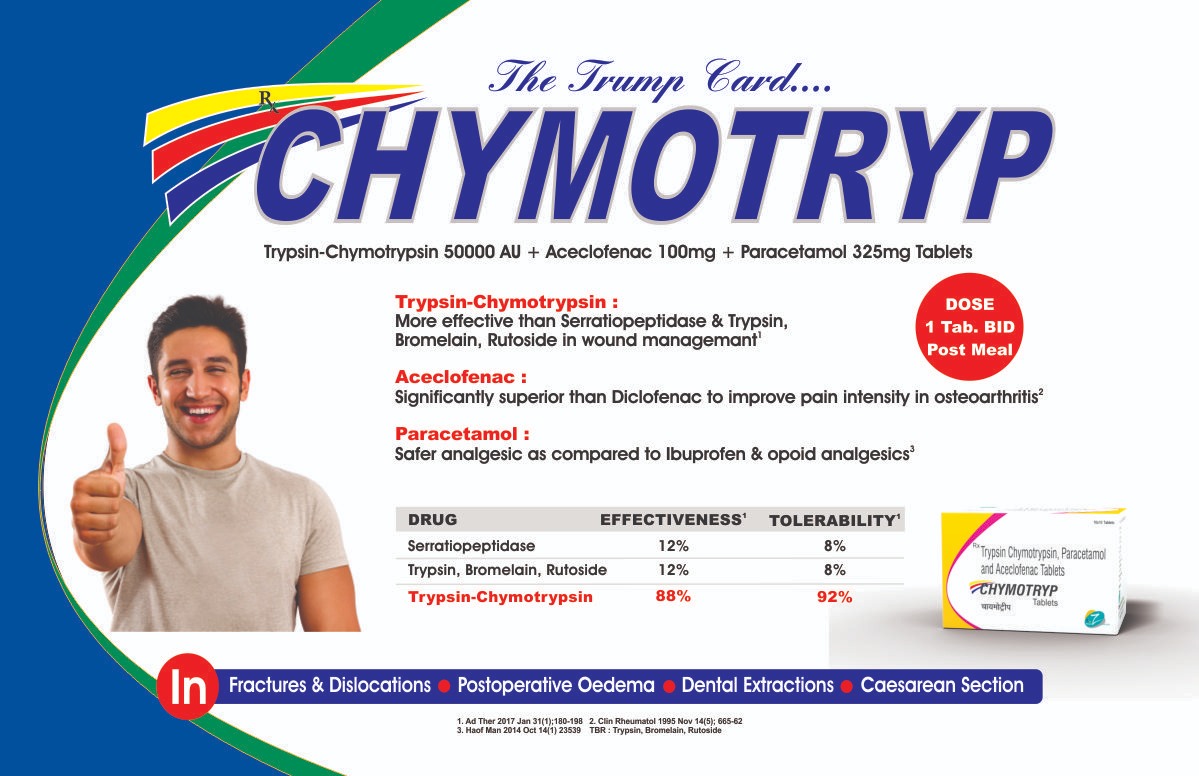 The Trump Card....
Rx
CHYMOTRYP
Trypsin-Chymotrypsin 50000 AU + Aceclofenac 100mg + Paracetamol 325mg Tablets
Trypsin-Chymotrypsin :
More effective than Serratiopeptidase & Trypsin,
Bromelain, Rutoside in wound managemant¹
DOSE
1 Tab. BID
Post Meal
Aceclofenac :
Significantly superior than Diclofenac to improve pain intensity in osteoarthritis²
Paracetamol :
Safer analgesic as compared to Ibuprofen & opoid analgesics³
DRUG EFFECTIVENESS¹ TOLERABILITY¹
Serratiopeptidase 12% 8%
Trypsin, Bromelain, Rutoside 12% 8%
Trypsin-Chymotrypsin 88% 92%
Rx Trypsin Chymotrypsin, Paracetamol
and Aceclofenac Tablets
CHYMOTRYP
Tablets
चायमोट्रीप
In Fractures & Dislocations ● Postoperative Oedema ● Dental Extractions ● Caesarean Section
1. Ad Ther 2017 Jan 31(1);180-198 2. Clin Rheumatol 1995 Nov 14(5); 665-62
3. Haof Man 2014 Oct 14(1) 23539 TBR : Trypsin, Bromelain, Rutoside